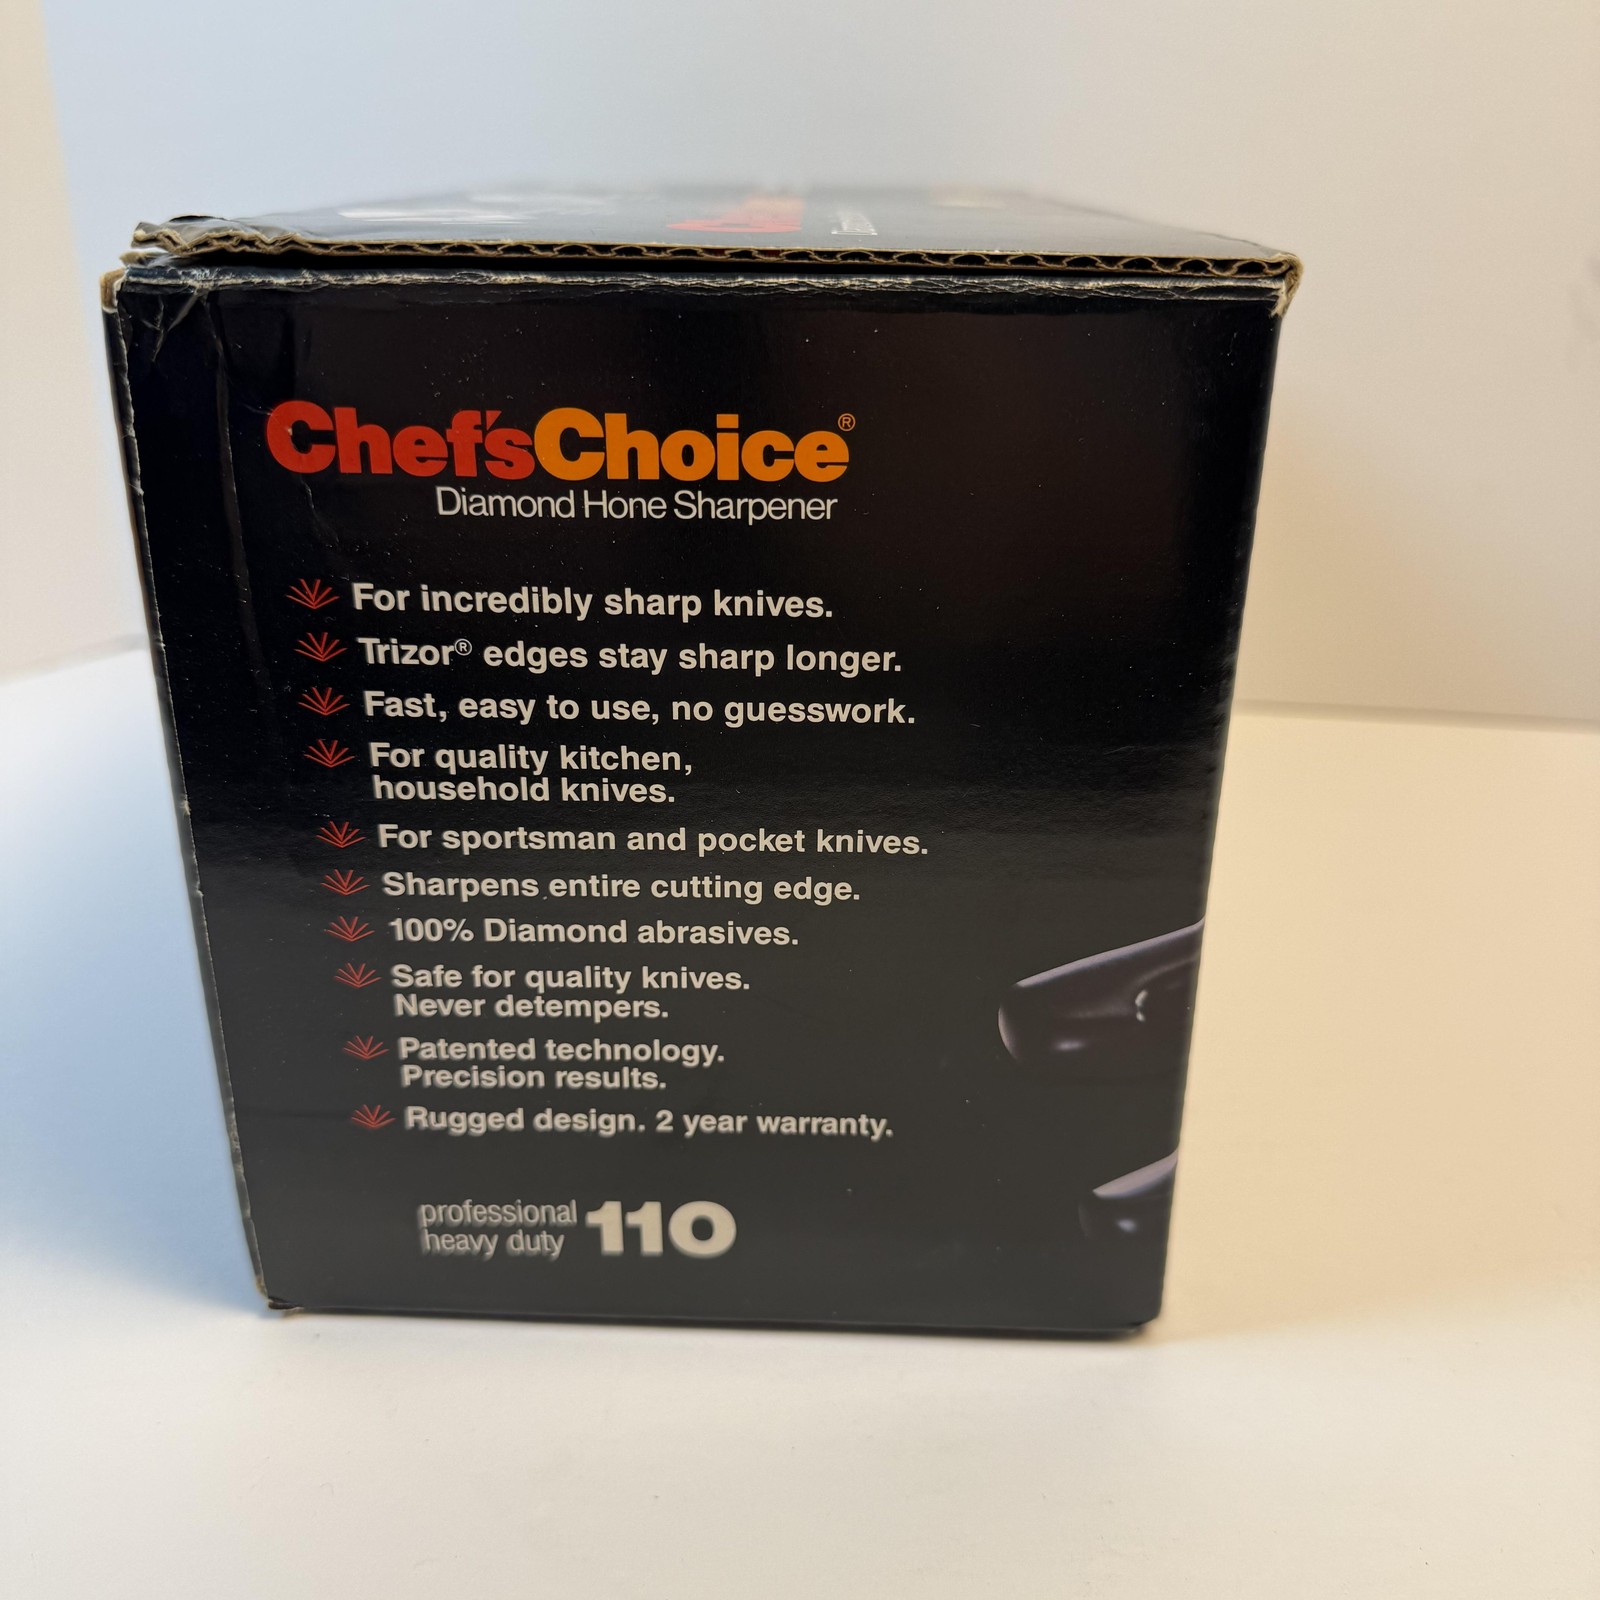 Chef'sChoice®
Diamond Hone Sharpener
For incredibly sharp knives.
Trizor® edges stay sharp longer.
Fast, easy to use, no guesswork.
For quality kitchen,
household knives.
For sportsman and pocket knives.
Sharpens entire cutting edge.
100% Diamond abrasives.
Safe for quality knives.
Never detempers.
Patented technology.
Precision results.
Rugged design. 2 year warranty.
professional
heavy duty 110